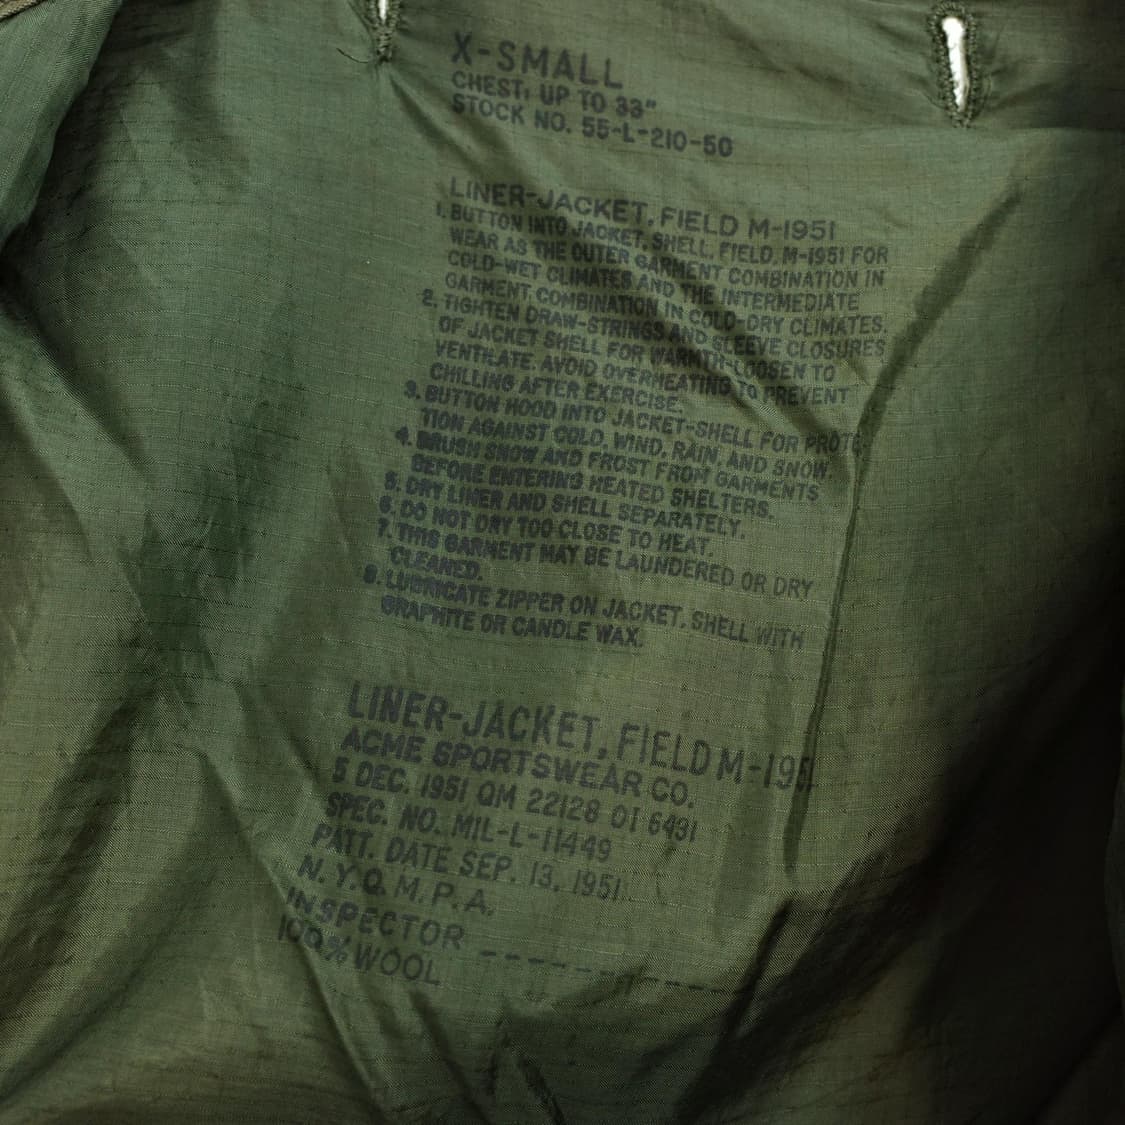 X-SMALL
CHEST: UP TO 33"
STOCK NO. 55-L-210-50
LINER-JACKET, FIELD M-1951
1. BUTTON INTO JACKET, SHELL, FIELD, M-1951 FOR
WEAR AS THE OUTER GARMENT COMBINATION IN
COLD-WET CLIMATES AND THE INTERMEDIATE
GARMENT COMBINATION IN COLD-DRY CLIMATES.
2. TIGHTEN DRAW-STRINGS AND SLEEVE CLOSURES
OF JACKET SHELL FOR WARMTH-LOOSEN TO
VENTILATE. AVOID OVERHEATING TO PREVENT
CHILLING AFTER EXERCISE.
3. BUTTON HOOD INTO JACKET-SHELL FOR PROTE
TION AGAINST COLD, WIND, RAIN, AND SNOW.
4. BRUSH SNOW AND FROST FROM GARMENTS
BEFORE ENTERING HEATED SHELTERS.
5. DRY LINER AND SHELL SEPARATELY.
6. DO NOT DRY TOO CLOSE TO HEAT.
7. THIS GARMENT MAY BE LAUNDERED OR DRY
CLEANED.
8. LUBRICATE ZIPPER ON JACKET, SHELL WITH
GRAPHITE OR CANDLE WAX.
LINER-JACKET, FIELD M-1951
ACME SPORTSWEAR CO.
5 DEC. 1951 QM 22128 OI 6431
SPEC. NO. MIL-L-11449
PATT. DATE SEP. 13, 1951
N.Y.Q.M.P.A.
INSPECTOR
100% WOOL